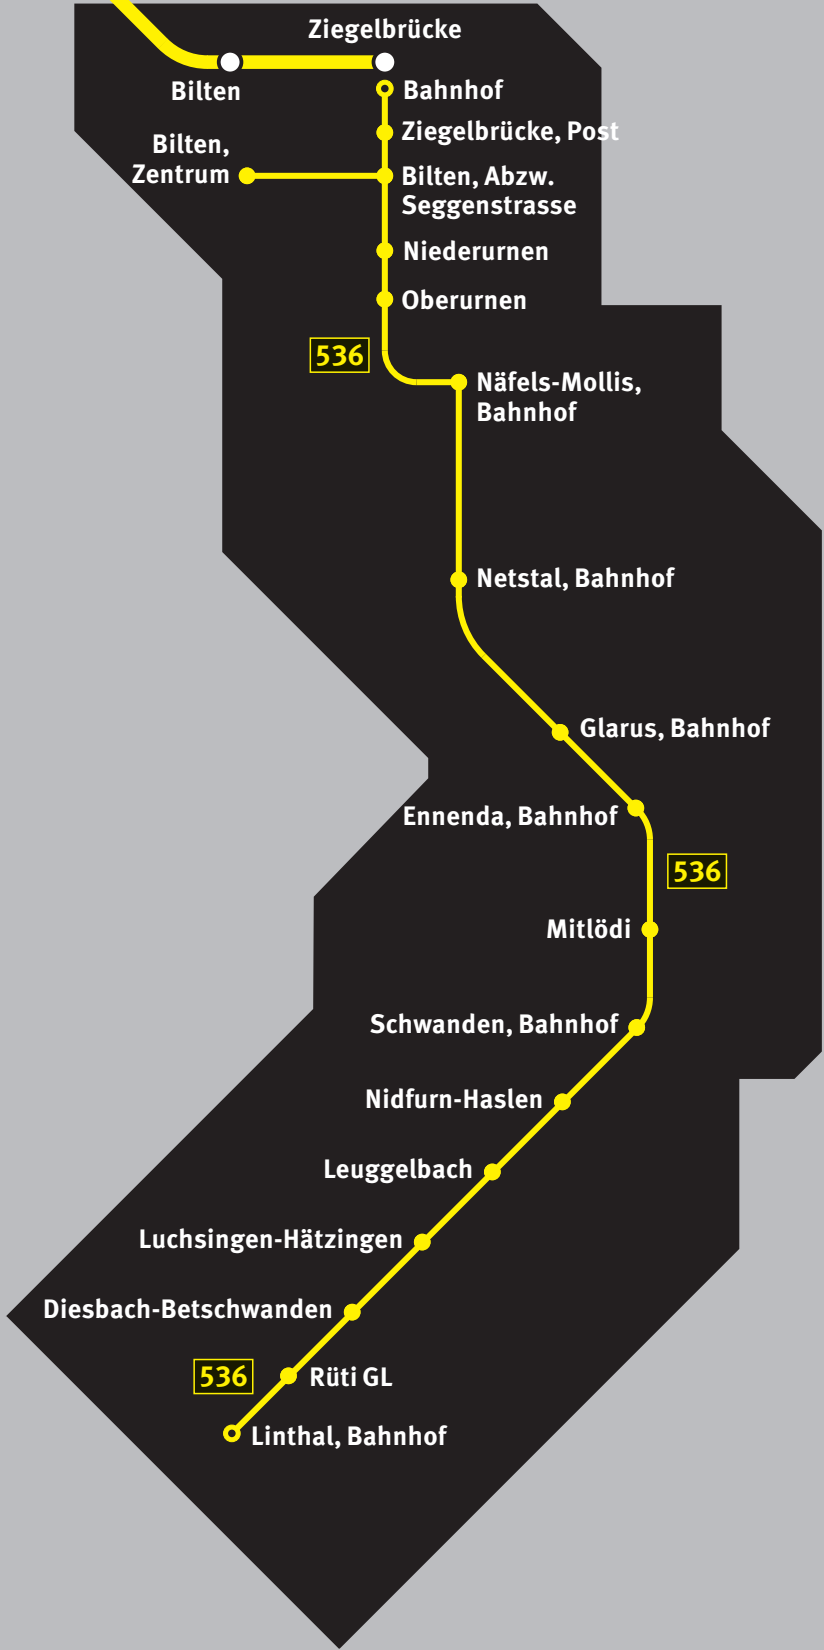 Ziegelbrücke
Bilten
Bahnhof
Ziegelbrücke, Post
Bilten,
Zentrum
Bilten, Abzw.
Seggenstrasse
Niederurnen
Oberurnen
536
Näfels-Mollis,
Bahnhof
Netstal, Bahnhof
Glarus, Bahnhof
Ennenda, Bahnhof
536
Mitlödi
Schwanden, Bahnhof
Nidfurn-Haslen
Leuggelbach
Luchsingen-Hätzingen
Diesbach-Betschwanden
536
Rüti GL
Linthal, Bahnhof